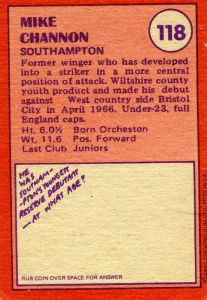 MIKE
CHANNON
118
SOUTHAMPTON
Former winger who has developed
into a striker in a more central
position of attack. Wiltshire county
youth product and made his debut
against West country side Bristol
City in April 1966. Under-23, full
England caps.
Ht. 6.0½ Born Orcheston
Wt, 11.6 Pos. Forward
Last Club Juniors
HE
WAS
SOUTHAM-
PTON'S YOUNGEST
RESERVE DEBUTANT
—AT WHAT AGE?
RUB COIN OVER SPACE FOR ANSWER